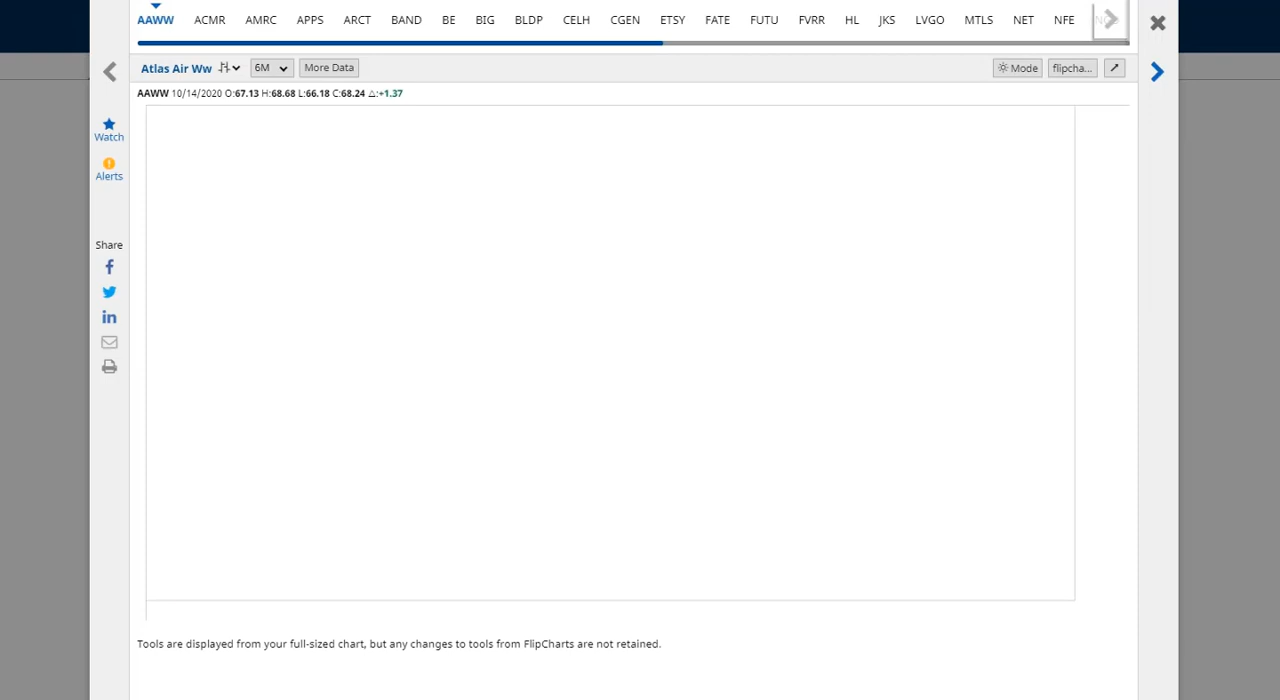 AAWW ACMR AMRC APPS ARCT BAND BE BIG BLDP CELH CGEN ETSY FATE FUTU FVRR HL JKS LVGO MTLS NET NFE
Atlas Air Ww 6M More Data Mode flipcha...
AAWW 10/14/2020 O:67.13 H:68.68 L:66.18 C:68.24 △:+1.37
Watch
Alerts
Share
Tools are displayed from your full-sized chart, but any changes to tools from FlipCharts are not retained.